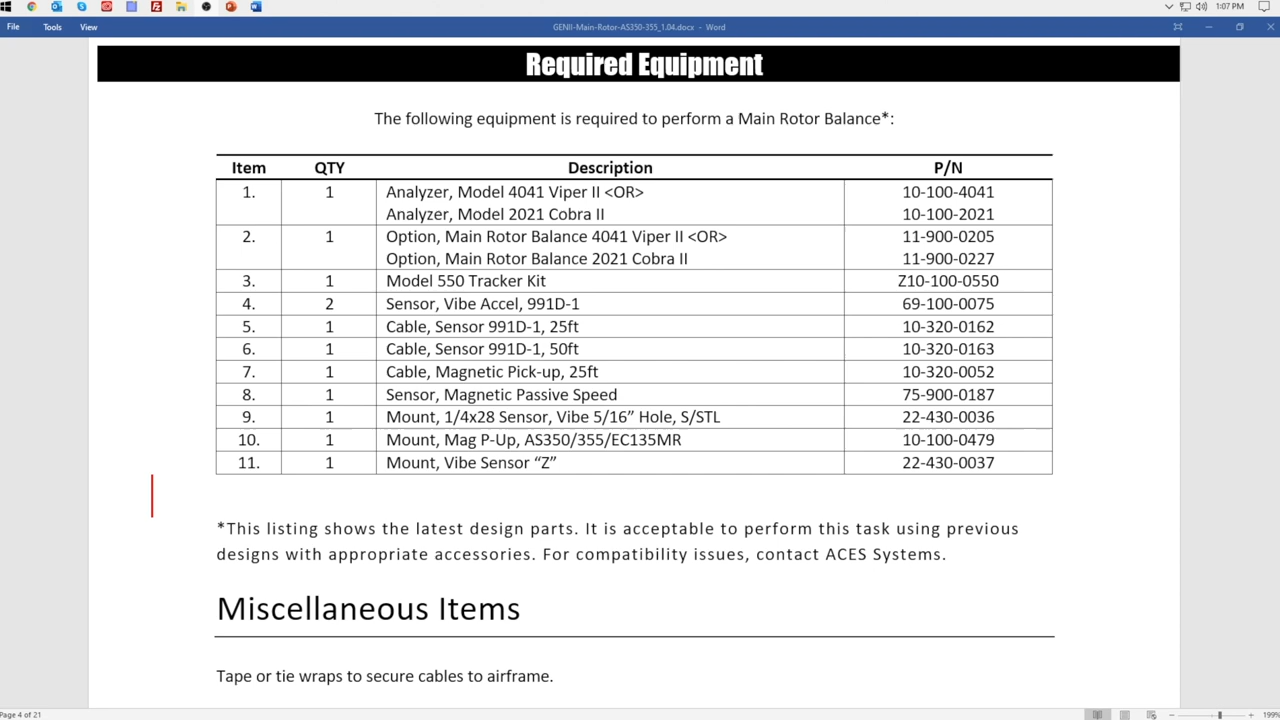 1:07 PM
File Tools View GENII-Main-Rotor-AS350-355_1.04.docx - Word
Required Equipment
The following equipment is required to perform a Main Rotor Balance*:
Item QTY Description P/N
1. 1 Analyzer, Model 4041 Viper II <OR> 10-100-4041
Analyzer, Model 2021 Cobra II 10-100-2021
2. 1 Option, Main Rotor Balance 4041 Viper II <OR> 11-900-0205
Option, Main Rotor Balance 2021 Cobra II 11-900-0227
3. 1 Model 550 Tracker Kit Z10-100-0550
4. 2 Sensor, Vibe Accel, 991D-1 69-100-0075
5. 1 Cable, Sensor 991D-1, 25ft 10-320-0162
6. 1 Cable, Sensor 991D-1, 50ft 10-320-0163
7. 1 Cable, Magnetic Pick-up, 25ft 10-320-0052
8. 1 Sensor, Magnetic Passive Speed 75-900-0187
9. 1 Mount, 1/4x28 Sensor, Vibe 5/16” Hole, S/STL 22-430-0036
10. 1 Mount, Mag P-Up, AS350/355/EC135MR 10-100-0479
11. 1 Mount, Vibe Sensor “Z” 22-430-0037
*This listing shows the latest design parts. It is acceptable to perform this task using previous
designs with appropriate accessories. For compatibility issues, contact ACES Systems.
Miscellaneous Items
Tape or tie wraps to secure cables to airframe.
Page 4 of 21 199%